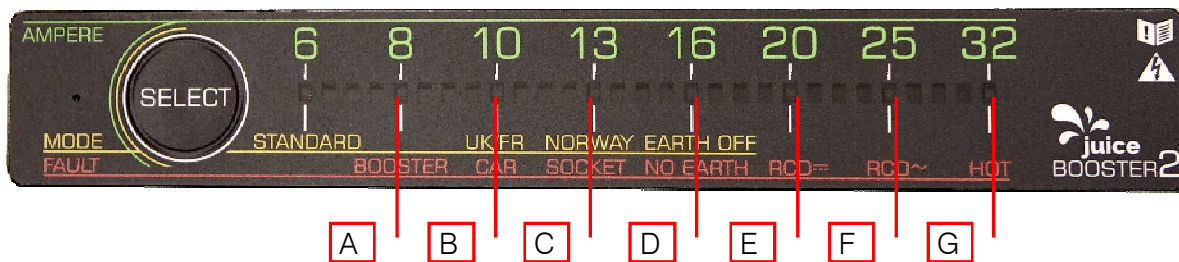 AMPERE 6 8 10 13 16 20 25 32
SELECT
MODE STANDARD UK/FR NORWAY EARTH OFF
FAULT BOOSTER CAR SOCKET NO EARTH RCD⎓ RCD~ HOT
juice
BOOSTER2
A B C D E F G